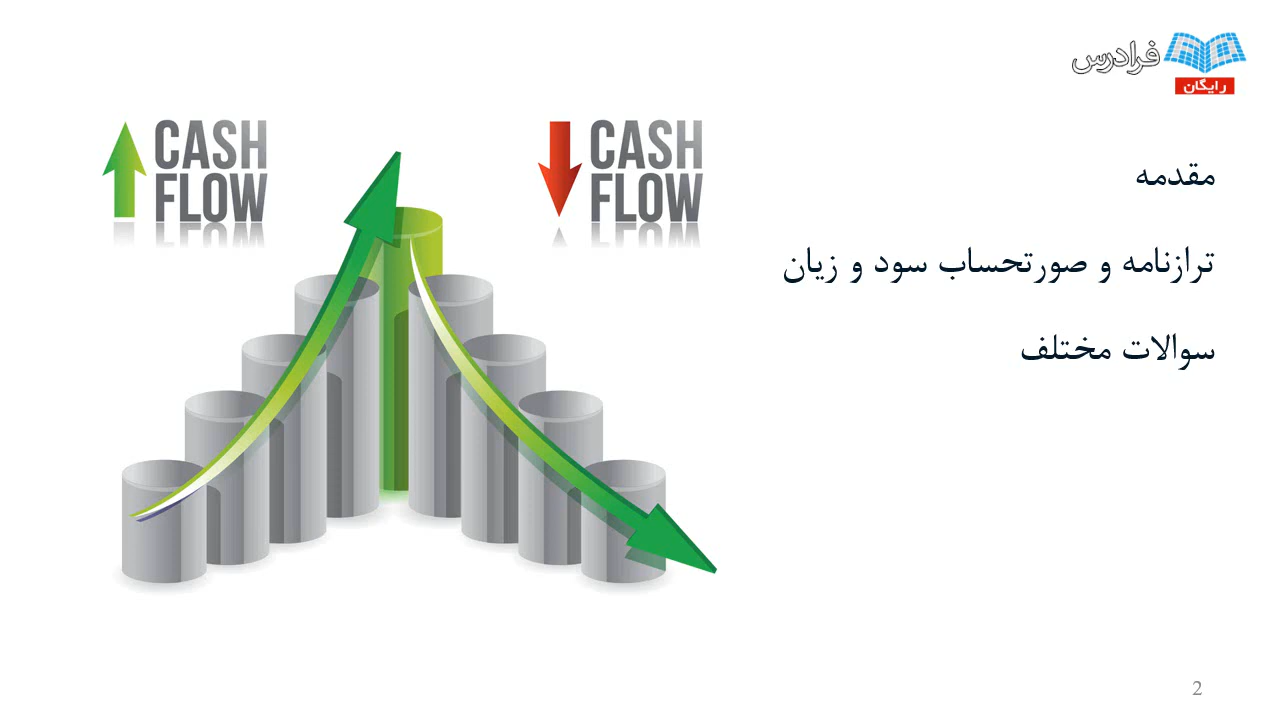 فرادرس
رایگان
مقدمه
ترازنامه و صورتحساب سود و زیان
سوالات مختلف
CASH
FLOW
CASH
FLOW
2